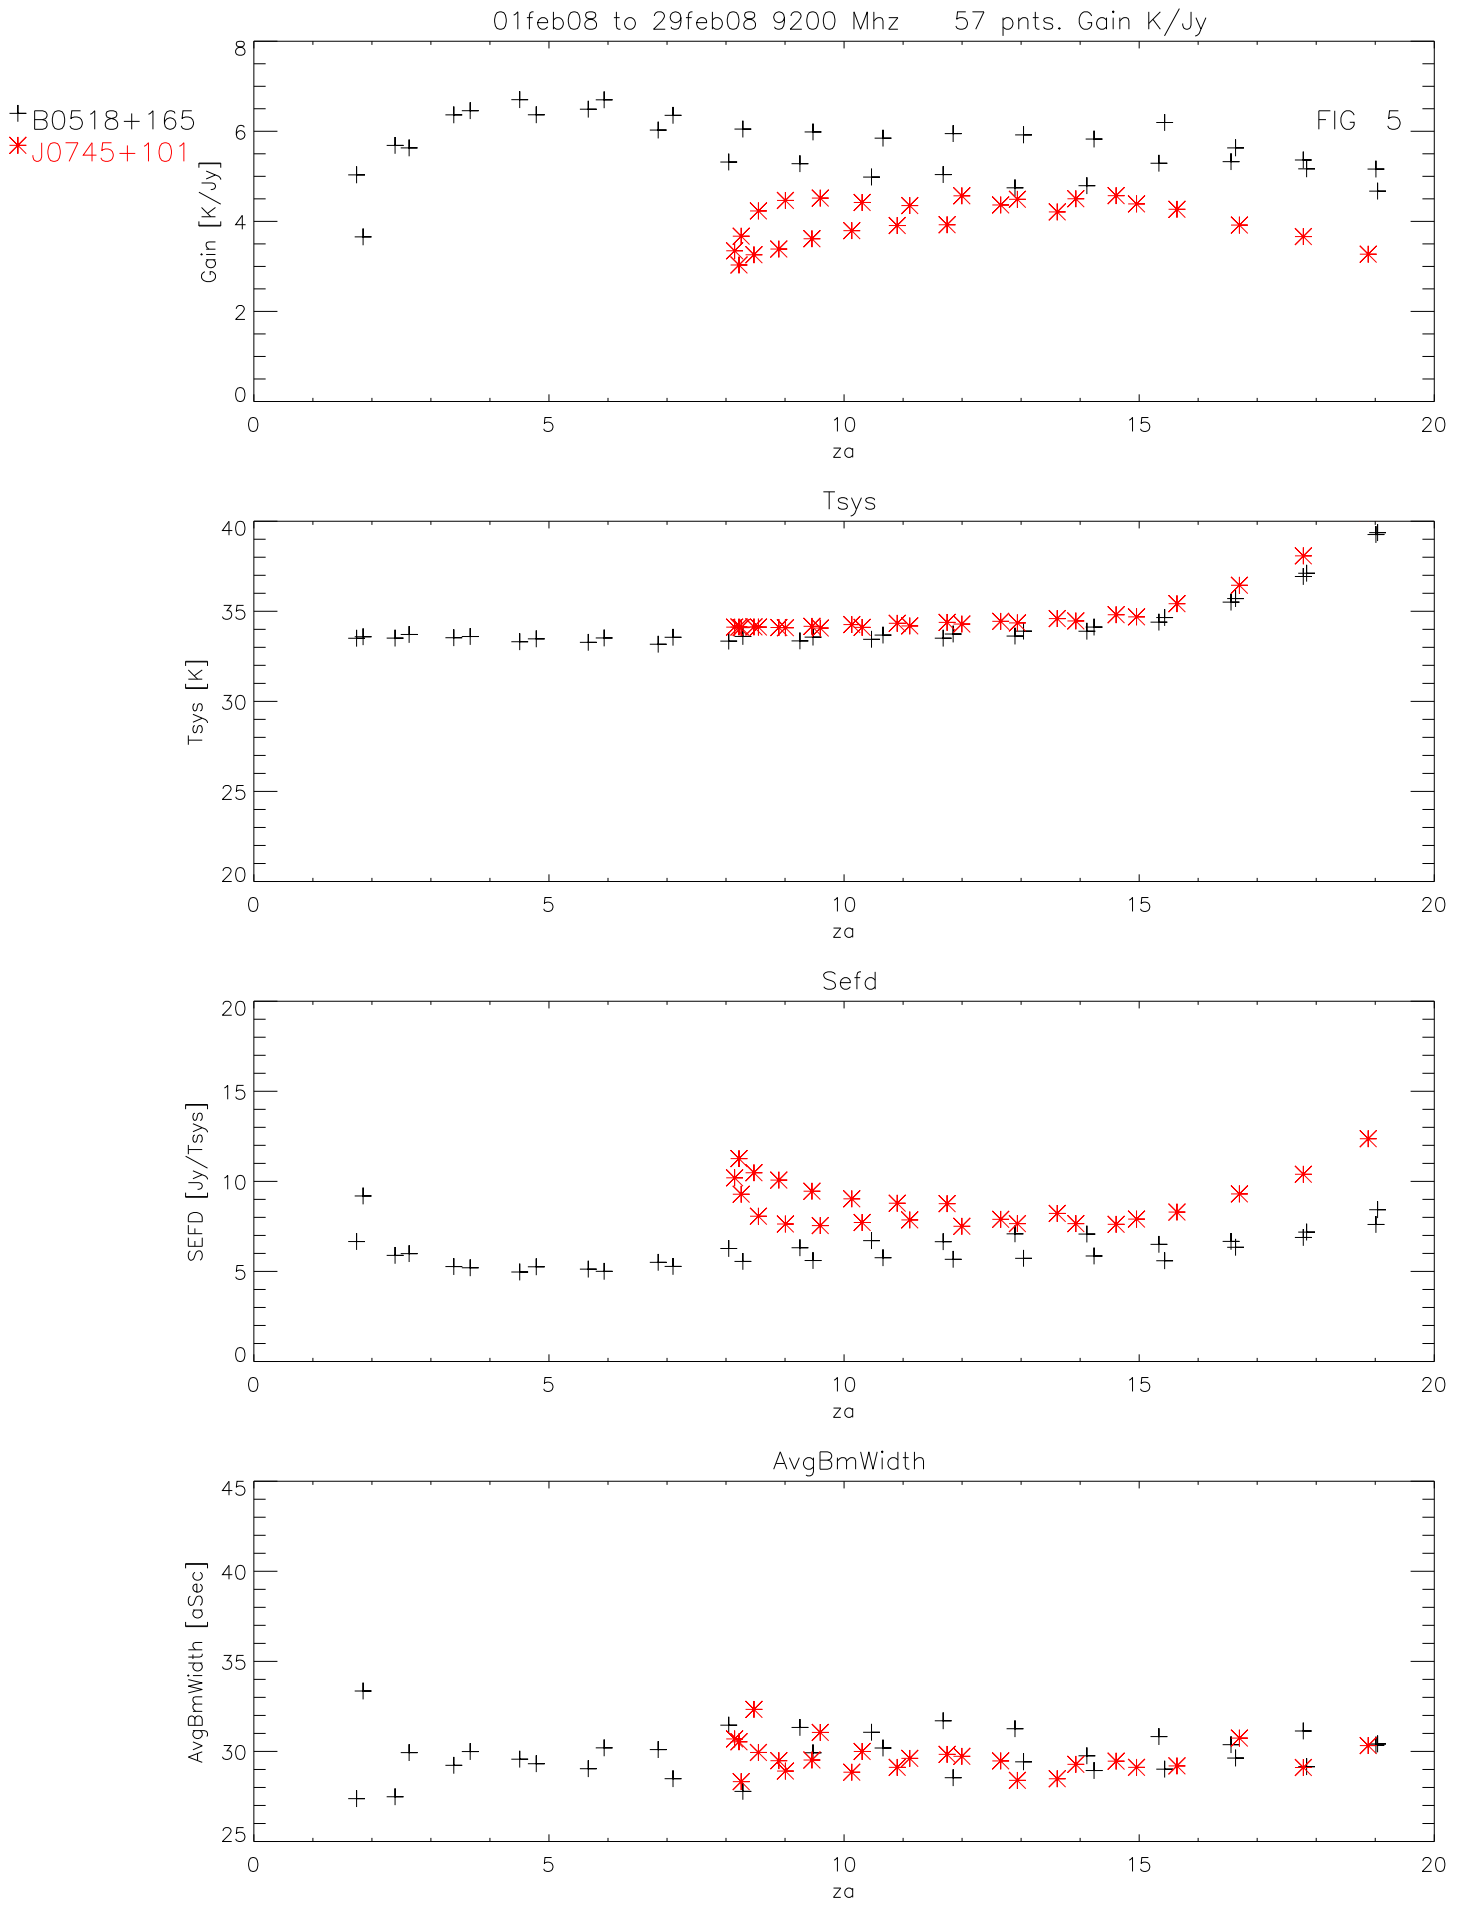 01feb08 to 29feb08 9200 Mhz 57 pnts. Gain K/Jy
B0518+165
J0745+101
FIG 5
8
6
4
2
0
Gain [K/Jy]
0 5 10 15 20
za
Tsys
40
35
30
25
20
Tsys [K]
0 5 10 15 20
za
Sefd
20
15
10
5
0
SEFD [Jy/Tsys]
0 5 10 15 20
za
AvgBmWidth
45
40
35
30
25
AvgBmWidth [aSec]
0 5 10 15 20
za